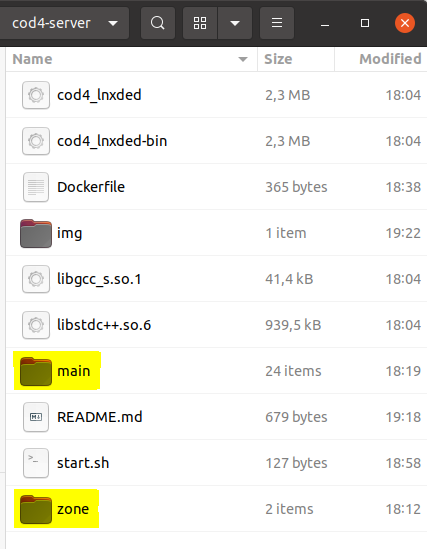 cod4-server
Name Size Modified
cod4_lnxded 2,3 MB 18:04
cod4_lnxded-bin 2,3 MB 18:04
Dockerfile 365 bytes 18:38
img 1 item 19:22
libgcc_s.so.1 41,4 kB 18:04
libstdc++.so.6 939,5 kB 18:04
main 24 items 18:19
README.md 679 bytes 19:18
start.sh 127 bytes 18:58
zone 2 items 18:12